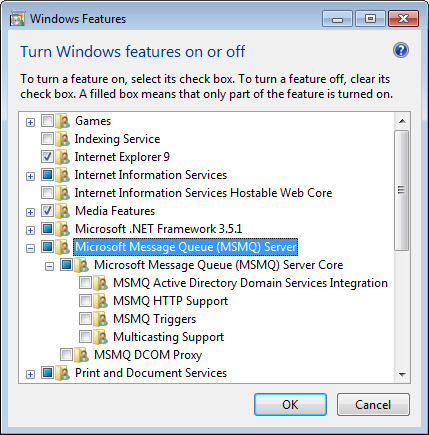 Windows Features
Turn Windows features on or off
To turn a feature on, select its check box. To turn a feature off, clear its
check box. A filled box means that only part of the feature is turned on.
Games
Indexing Service
Internet Explorer 9
Internet Information Services
Internet Information Services Hostable Web Core
Media Features
Microsoft .NET Framework 3.5.1
Microsoft Message Queue (MSMQ) Server
Microsoft Message Queue (MSMQ) Server Core
MSMQ Active Directory Domain Services Integration
MSMQ HTTP Support
MSMQ Triggers
Multicasting Support
MSMQ DCOM Proxy
Print and Document Services
OK
Cancel